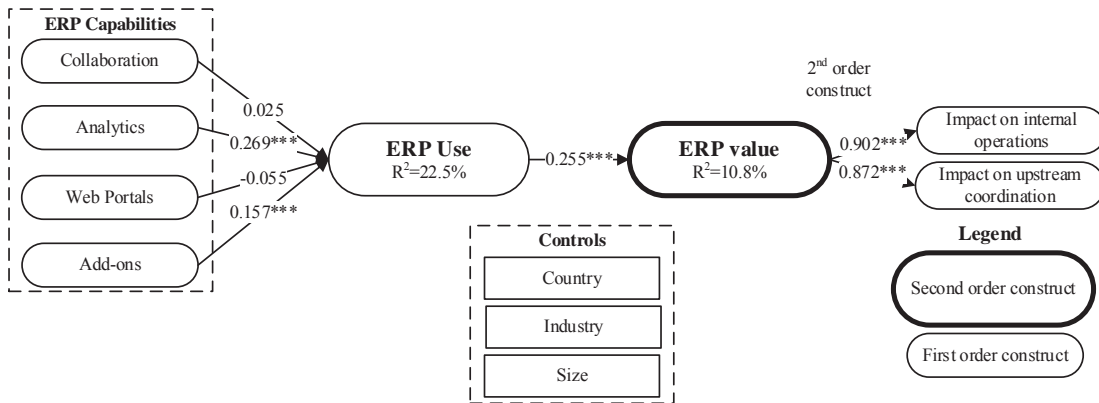 ERP Capabilities
Collaboration
Analytics
Web Portals
Add-ons
0.025
0.269***
-0.055
0.157***
ERP Use
R²=22.5%
0.255***
ERP value
R²=10.8%
2nd order
construct
0.902***
0.872***
Impact on internal
operations
Impact on upstream
coordination
Controls
Country
Industry
Size
Legend
Second order construct
First order construct